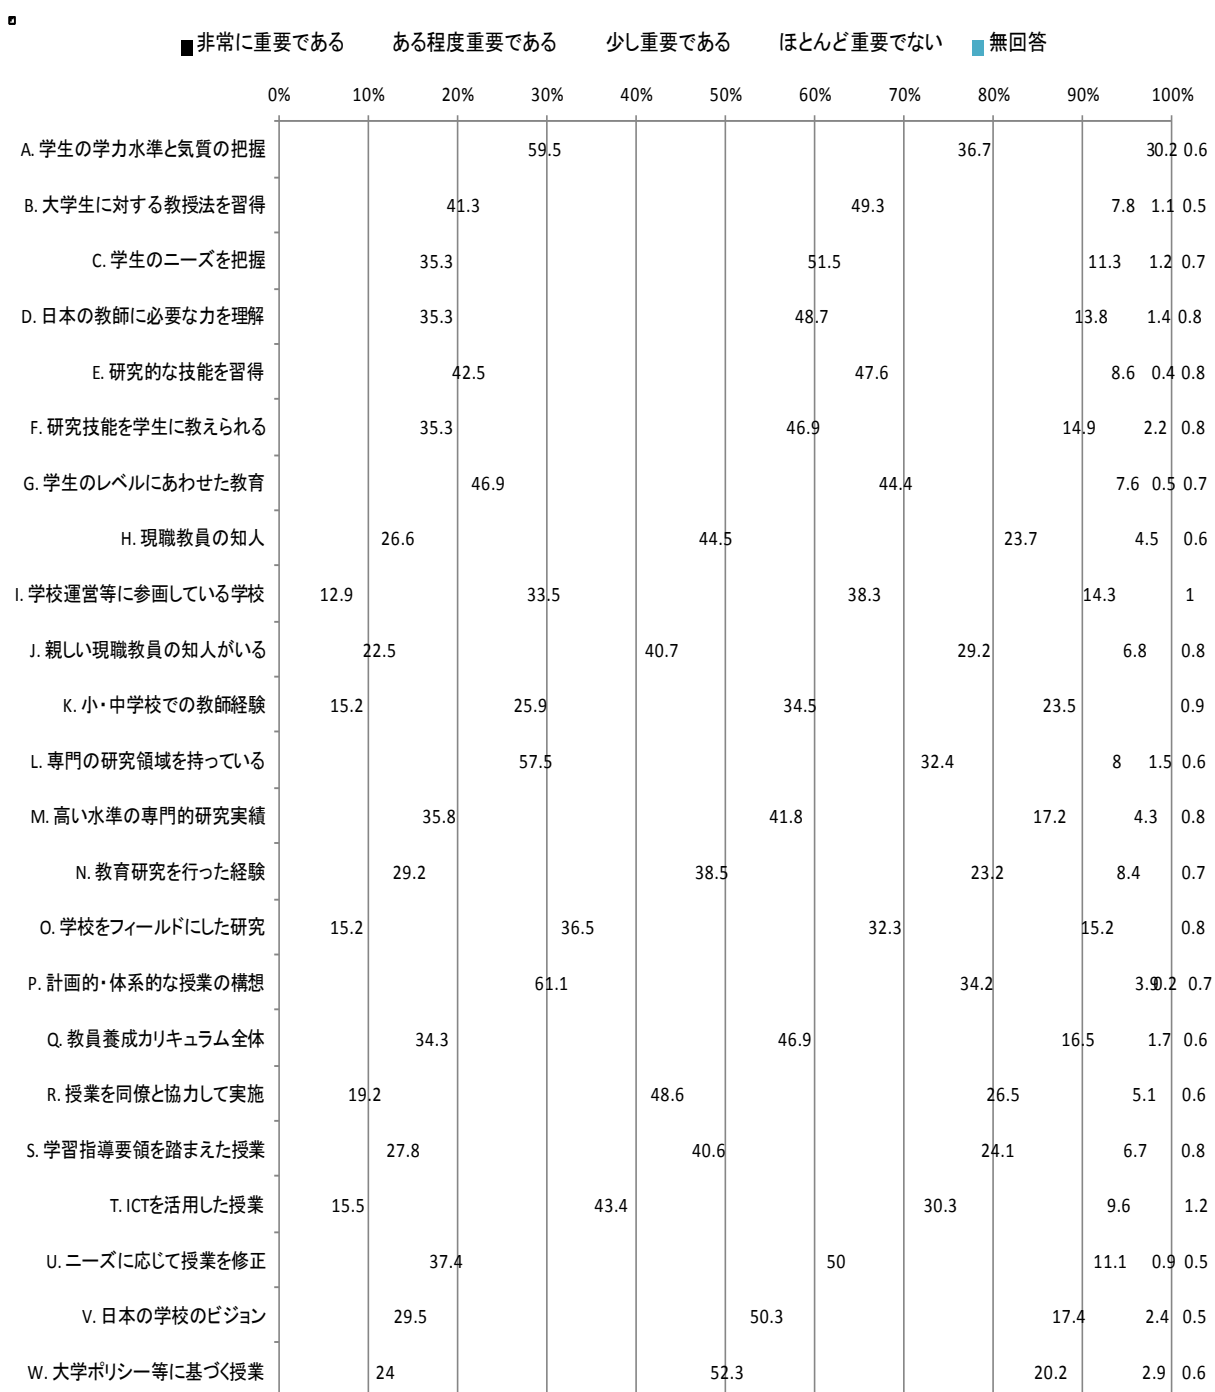 非常に重要である ある程度重要である 少し重要である ほとんど重要でない 無回答
0% 10% 20% 30% 40% 50% 60% 70% 80% 90% 100%
A. 学生の学力水準と気質の把握 59.5 36.7 3 0.2 0.6
B. 大学生に対する教授法を習得 41.3 49.3 7.8 1.1 0.5
C. 学生のニーズを把握 35.3 51.5 11.3 1.2 0.7
D. 日本の教師に必要な力を理解 35.3 48.7 13.8 1.4 0.8
E. 研究的な技能を習得 42.5 47.6 8.6 0.4 0.8
F. 研究技能を学生に教えられる 35.3 46.9 14.9 2.2 0.8
G. 学生のレベルにあわせた教育 46.9 44.4 7.6 0.5 0.7
H. 現職教員の知人 26.6 44.5 23.7 4.5 0.6
I. 学校運営等に参画している学校 12.9 33.5 38.3 14.3 1
J. 親しい現職教員の知人がいる 22.5 40.7 29.2 6.8 0.8
K. 小・中学校での教師経験 15.2 25.9 34.5 23.5 0.9
L. 専門の研究領域を持っている 57.5 32.4 8 1.5 0.6
M. 高い水準の専門的研究実績 35.8 41.8 17.2 4.3 0.8
N. 教育研究を行った経験 29.2 38.5 23.2 8.4 0.7
O. 学校をフィールドにした研究 15.2 36.5 32.3 15.2 0.8
P. 計画的・体系的な授業の構想 61.1 34.2 3.9 0.2 0.7
Q. 教員養成カリキュラム全体 34.3 46.9 16.5 1.7 0.6
R. 授業を同僚と協力して実施 19.2 48.6 26.5 5.1 0.6
S. 学習指導要領を踏まえた授業 27.8 40.6 24.1 6.7 0.8
T. ICTを活用した授業 15.5 43.4 30.3 9.6 1.2
U. ニーズに応じて授業を修正 37.4 50 11.1 0.9 0.5
V. 日本の学校のビジョン 29.5 50.3 17.4 2.4 0.5
W. 大学ポリシー等に基づく授業 24 52.3 20.2 2.9 0.6